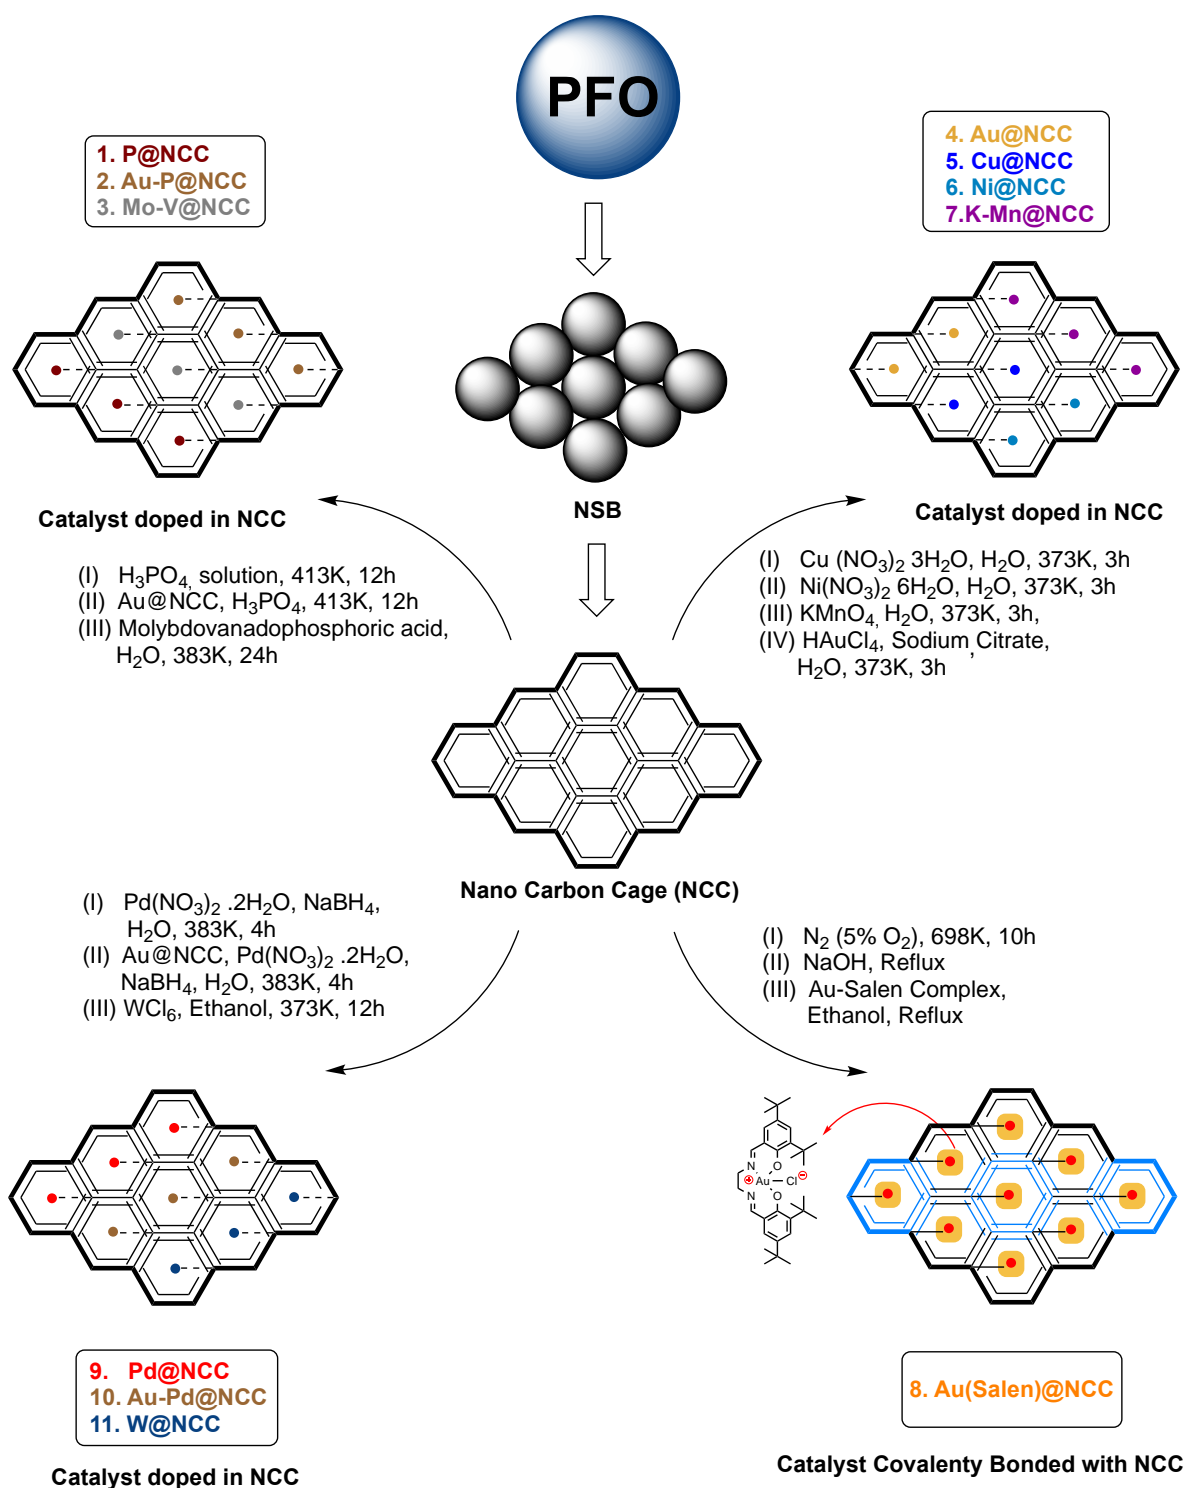 PFO
1. P@NCC
2. Au-P@NCC
3. Mo-V@NCC
4. Au@NCC
5. Cu@NCC
6. Ni@NCC
7.K-Mn@NCC
NSB
Catalyst doped in NCC
Catalyst doped in NCC
(I) H3PO4, solution, 413K, 12h
(II) Au@NCC, H3PO4, 413K, 12h
(III) Molybdovanadophosphoric acid,
H2O, 383K, 24h
(I) Cu (NO3)2 3H2O, H2O, 373K, 3h
(II) Ni(NO3)2 6H2O, H2O, 373K, 3h
(III) KMnO4, H2O, 373K, 3h,
(IV) HAuCl4, Sodium Citrate,
H2O, 373K, 3h ,
Nano Carbon Cage (NCC)
(I) Pd(NO3)2 .2H2O, NaBH4,
H2O, 383K, 4h
(II) Au@NCC, Pd(NO3)2 .2H2O,
NaBH4, H2O, 383K, 4h
(III) WCl6, Ethanol, 373K, 12h
(I) N2 (5% O2), 698K, 10h
(II) NaOH, Reflux
(III) Au-Salen Complex,
Ethanol, Reflux
N O
⊕ Au Cl ⊖
N O
9. Pd@NCC
10. Au-Pd@NCC
11. W@NCC
8. Au(Salen)@NCC
Catalyst doped in NCC
Catalyst Covalenty Bonded with NCC